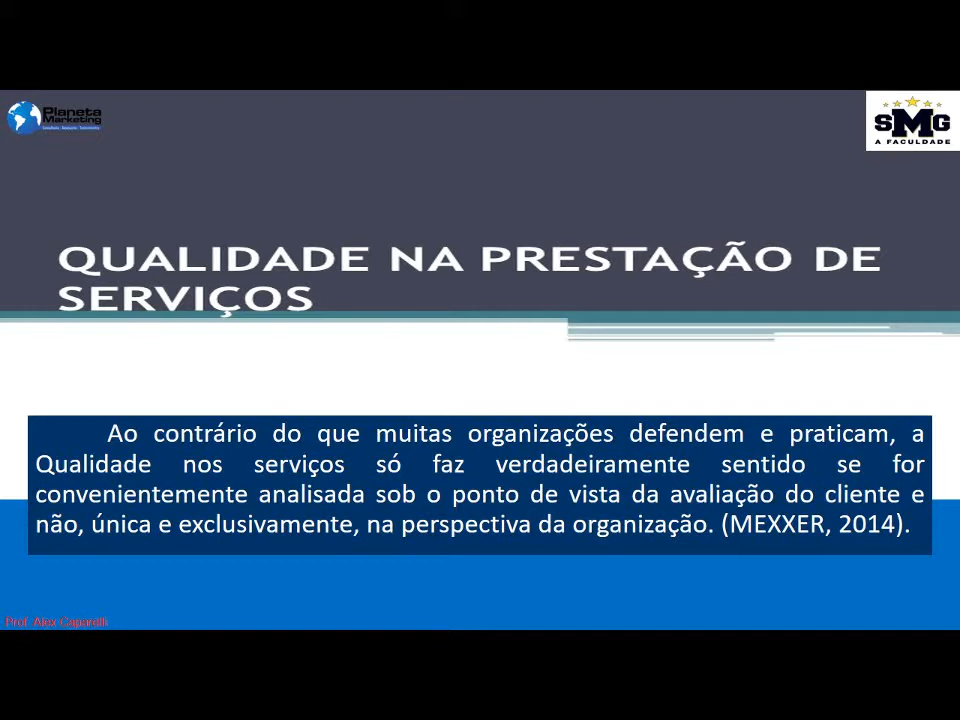 Planeta
Marketing
SMG
A FACULDADE
QUALIDADE NA PRESTAÇÃO DE
SERVIÇOS
Ao contrário do que muitas organizações defendem e praticam, a
Qualidade nos serviços só faz verdadeiramente sentido se for
convenientemente analisada sob o ponto de vista da avaliação do cliente e
não, única e exclusivamente, na perspectiva da organização. (MEXXER, 2014).
Prof. Alex